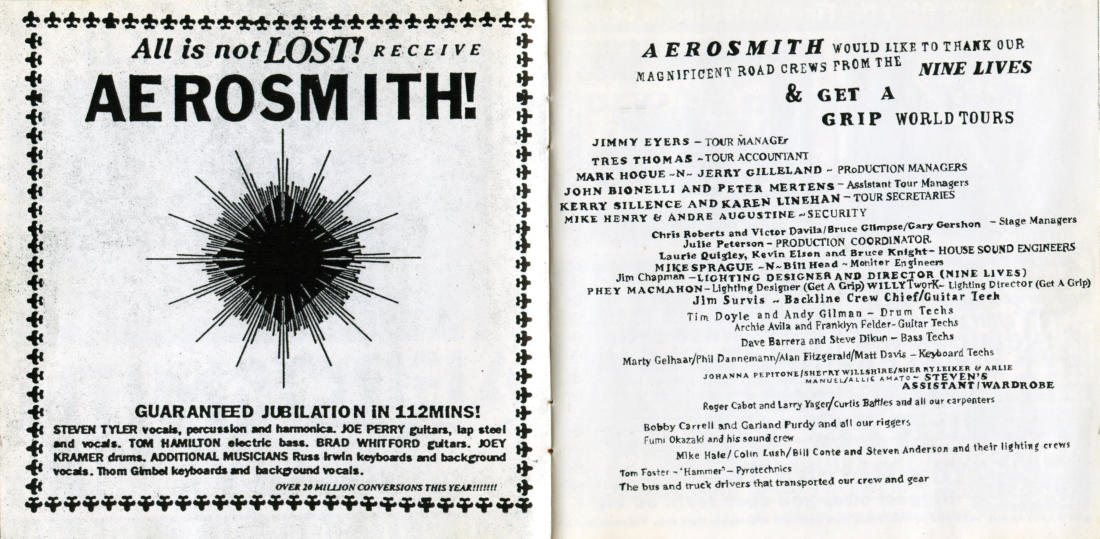 All is not LOST! RECEIVE
AEROSMITH!
GUARANTEED JUBILATION IN 112MINS!
STEVEN TYLER vocals, percussion and harmonica. JOE PERRY guitars, lap steel
and vocals. TOM HAMILTON electric bass. BRAD WHITFORD guitars. JOEY
KRAMER drums. ADDITIONAL MUSICIANS Russ Irwin keyboards and background
vocals. Thom Gimbel keyboards and background vocals.
OVER 20 MILLION CONVERSIONS THIS YEAR!!!!!!!
AEROSMITH WOULD LIKE TO THANK OUR
MAGNIFICENT ROAD CREWS FROM THE NINE LIVES
& GET A
GRIP WORLD TOURS
JIMMY EYERS – TOUR MANAGEr
TRES THOMAS ~TOUR ACCOUNTANT
MARK HOGUE ~N~ JERRY GILLELAND ~ PRoDUCTION MANAGERS
JOHN BIONELLI AND PETER MERTENS – Assistant Tour Managers
KERRY SILLENCE AND KAREN LINEHAN – TOUR SECRETARIES
MIKE HENRY & ANDRE AUGUSTINE ~SECURITY
Chris Roberts and Victor Davila/Bruce Glimpse/Gary Gershon – Stage Managers
Julie Peterson – PRODUCTION COORDINATOR.
Laurie Quigley, Kevin Elson and Bruce Knight– HOUSE SOUND ENGINEERS
MIKE SPRAGUE ~N~ Bill Head ~ Monitor Engineers
Jim Chapman –LIGHTING DESIGNER AND DIRECTOR (NINE LIVES)
PHEY MACMAHON– Lighting Designer (Get A Grip) WILLY TworK~ Lighting Director (Get A Grip)
Jim Survis ~ Backline Crew Chief/Guitar Tech
Tim Doyle and Andy Gilman – Drum Techs
Archie Avila and Franklyn Felder– Guitar Techs
Dave Barrera and Steve Dikun – Bass Techs
Marty Gelhaar/Phil Dannemann/Alan Fitzgerald/Matt Davis – Keyboard Techs
JOHANNA PEPITONE/SHERRY WILLSHIRE/SHERRY LEIKER & ARLIE
MANUEL/ALLIE AMATO ~ STEVEN'S
ASSISTANT/WARDROBE
Roger Cabot and Larry Yager/Curtis Battles and all our carpenters
Bobby Carrell and Garland Purdy and all our riggers
Fumi Okazaki and his sound crew
Mike Hale/Colin Lush/Bill Conte and Steven Anderson and their lighting crews
Tom Foster ~ "Hammer" – Pyrotechnics
The bus and truck drivers that transported our crew and gear